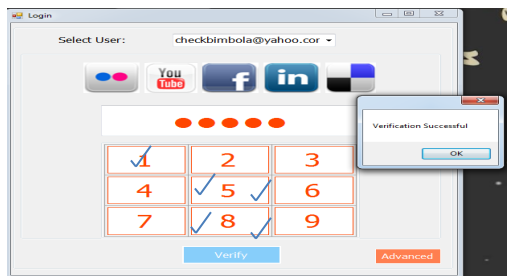 Login
Select User: checkbimbola@yahoo.cor
You
Tube
f
in
Verification Successful
OK
1 2 3
4 5 6
7 8 9
Verify
Advanced